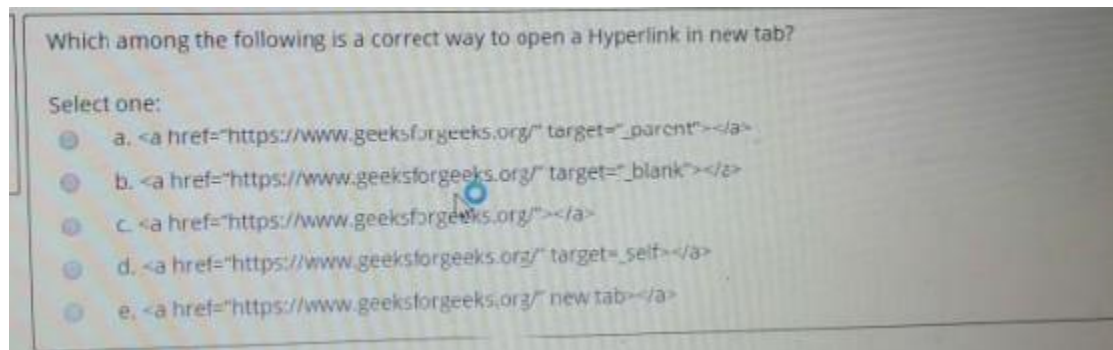 Which among the following is a correct way to open a Hyperlink in new tab?
Select one:
a. <a href="https://www.geeksforgeeks.org/" target="_parent"></a>
b. <a href="https://www.geeksforgeeks.org/" target="_blank"></a>
c. <a href="https://www.geeksforgeeks.org/"></a>
d. <a href="https://www.geeksforgeeks.org/" target=_self></a>
e. <a href="https://www.geeksforgeeks.org/" new tab></a>